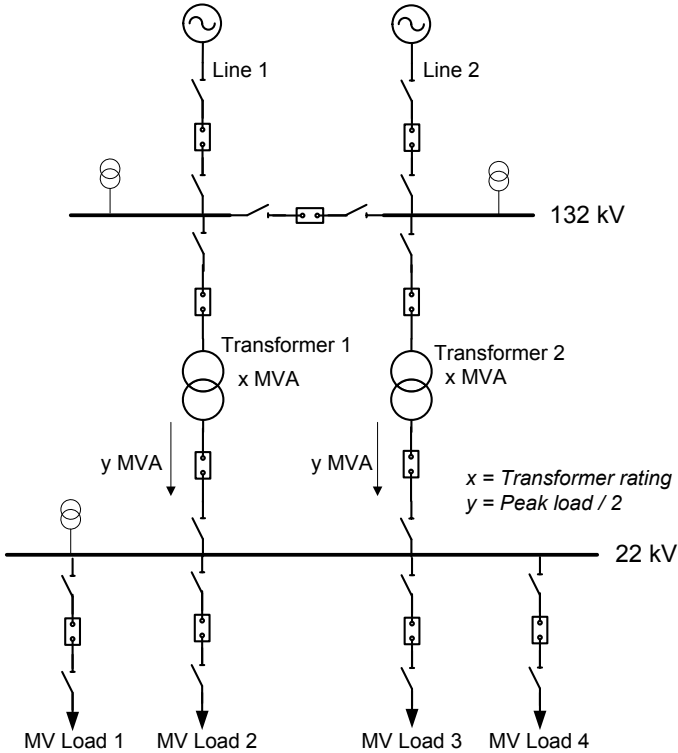 Line 1
Line 2
132 kV
Transformer 1
x MVA
Transformer 2
x MVA
y MVA
y MVA
x = Transformer rating
y = Peak load / 2
22 kV
MV Load 1
MV Load 2
MV Load 3
MV Load 4